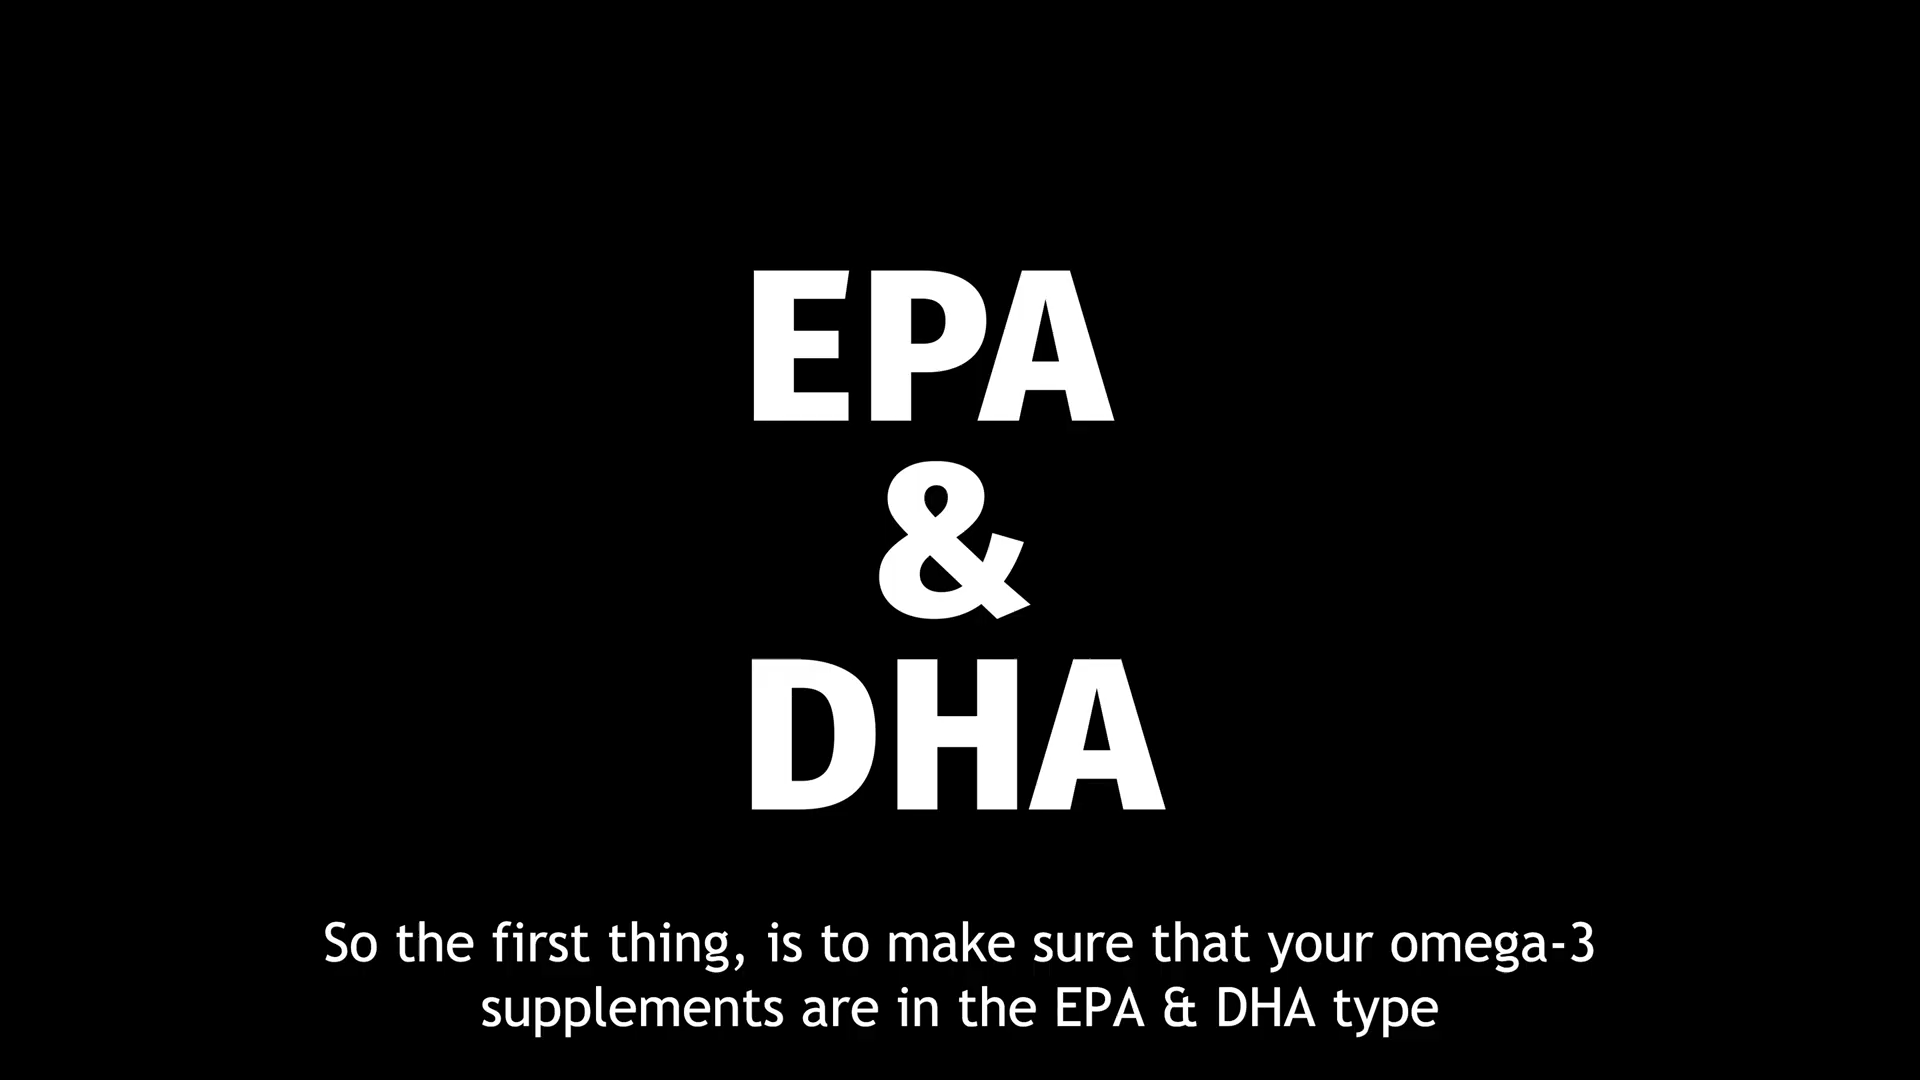 EPA
&
DHA
So the first thing, is to make sure that your omega-3
supplements are in the EPA & DHA type